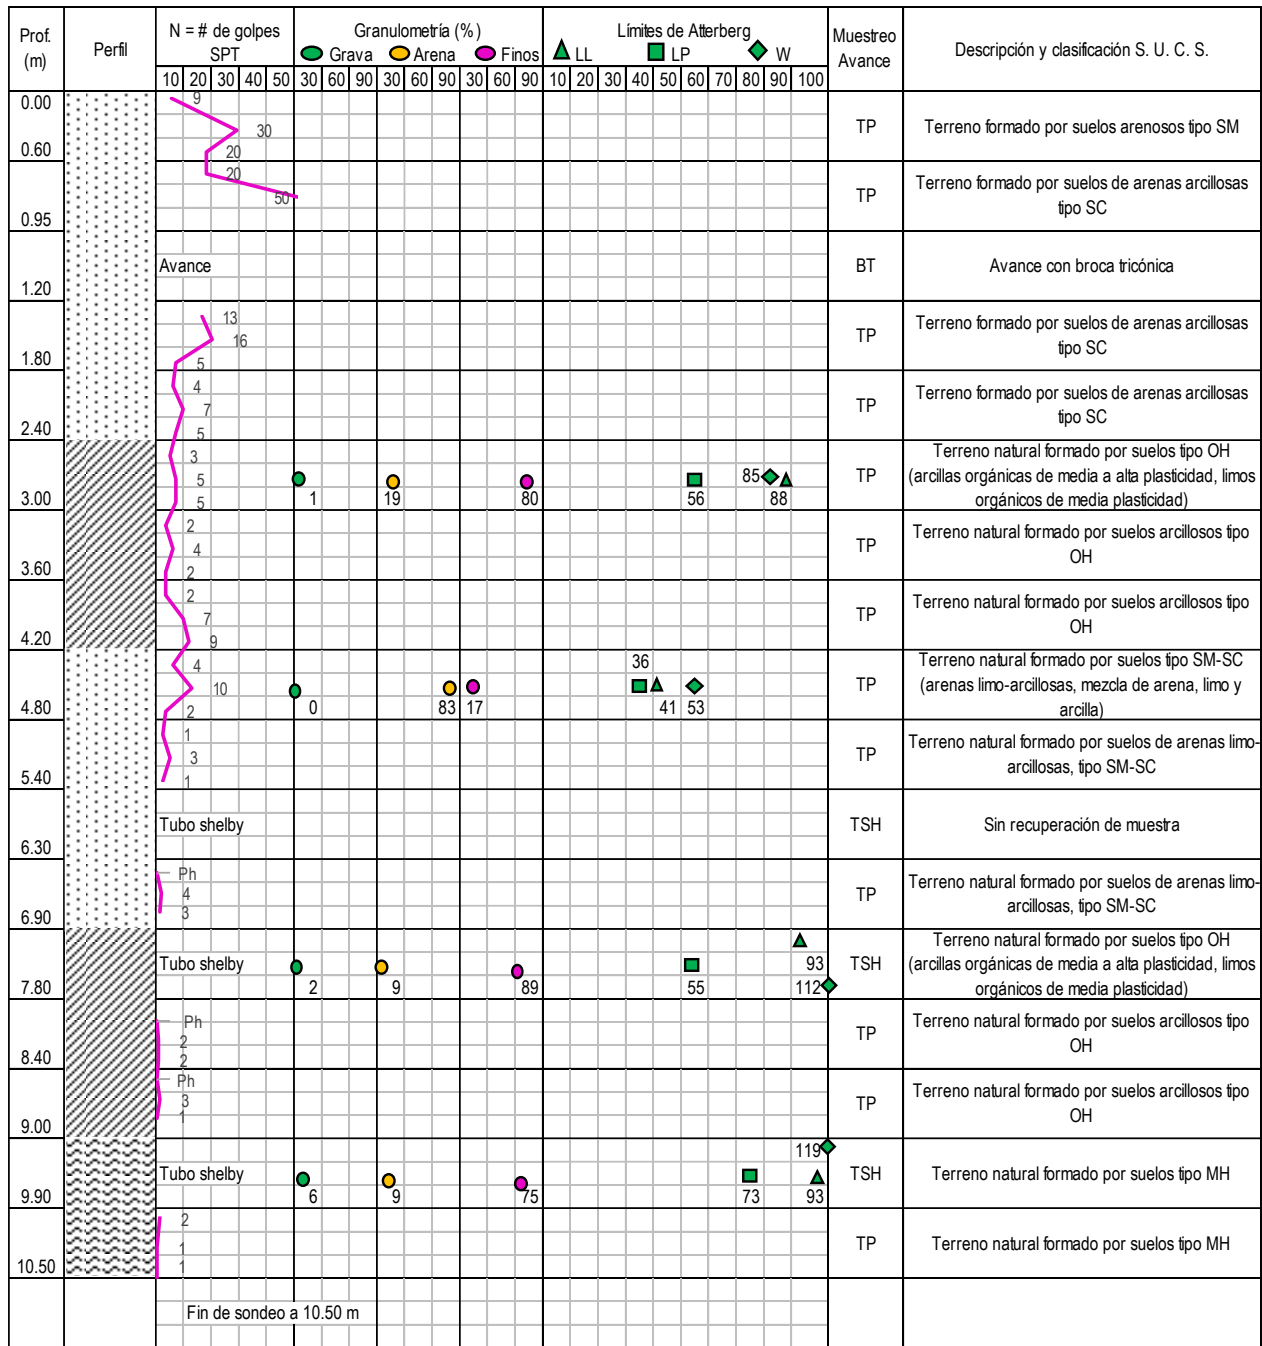 Prof. (m)
Perfil
N = # de golpes SPT
Granulometría (%)
Grava Arena Finos
Límites de Atterberg
LL LP W
Muestreo Avance
Descripción y clasificación S. U. C. S.
10 20 30 40 50 30 60 90 30 60 90 30 60 90 10 20 30 40 50 60 70 80 90 100
0.00
9
30
20
TP
Terreno formado por suelos arenosos tipo SM
0.60
20
50
TP
Terreno formado por suelos de arenas arcillosas
tipo SC
0.95
Avance
BT
Avance con broca tricónica
1.20
13
16
5
TP
Terreno formado por suelos de arenas arcillosas
tipo SC
1.80
4
7
5
TP
Terreno formado por suelos de arenas arcillosas
tipo SC
2.40
3
5
5
1 19 80 56 85 88
TP
Terreno natural formado por suelos tipo OH
(arcillas orgánicas de media a alta plasticidad, limos
orgánicos de media plasticidad)
3.00
2
4
2
TP
Terreno natural formado por suelos arcillosos tipo
OH
3.60
2
7
9
TP
Terreno natural formado por suelos arcillosos tipo
OH
4.20
4
10
2
0 83 17 36 41 53
TP
Terreno natural formado por suelos tipo SM-SC
(arenas limo-arcillosas, mezcla de arena, limo y
arcilla)
4.80
1
3
1
TP
Terreno natural formado por suelos de arenas limo-
arcillosas, tipo SM-SC
5.40
Tubo shelby
TSH
Sin recuperación de muestra
6.30
Ph
4
3
TP
Terreno natural formado por suelos de arenas limo-
arcillosas, tipo SM-SC
6.90
Tubo shelby
2 9 89 55 93 112
TSH
Terreno natural formado por suelos tipo OH
(arcillas orgánicas de media a alta plasticidad, limos
orgánicos de media plasticidad)
7.80
Ph
2
2
TP
Terreno natural formado por suelos arcillosos tipo
OH
8.40
Ph
3
1
TP
Terreno natural formado por suelos arcillosos tipo
OH
9.00
Tubo shelby
6 9 75 73 119 93
TSH
Terreno natural formado por suelos tipo MH
9.90
2
1
1
TP
Terreno natural formado por suelos tipo MH
10.50
Fin de sondeo a 10.50 m